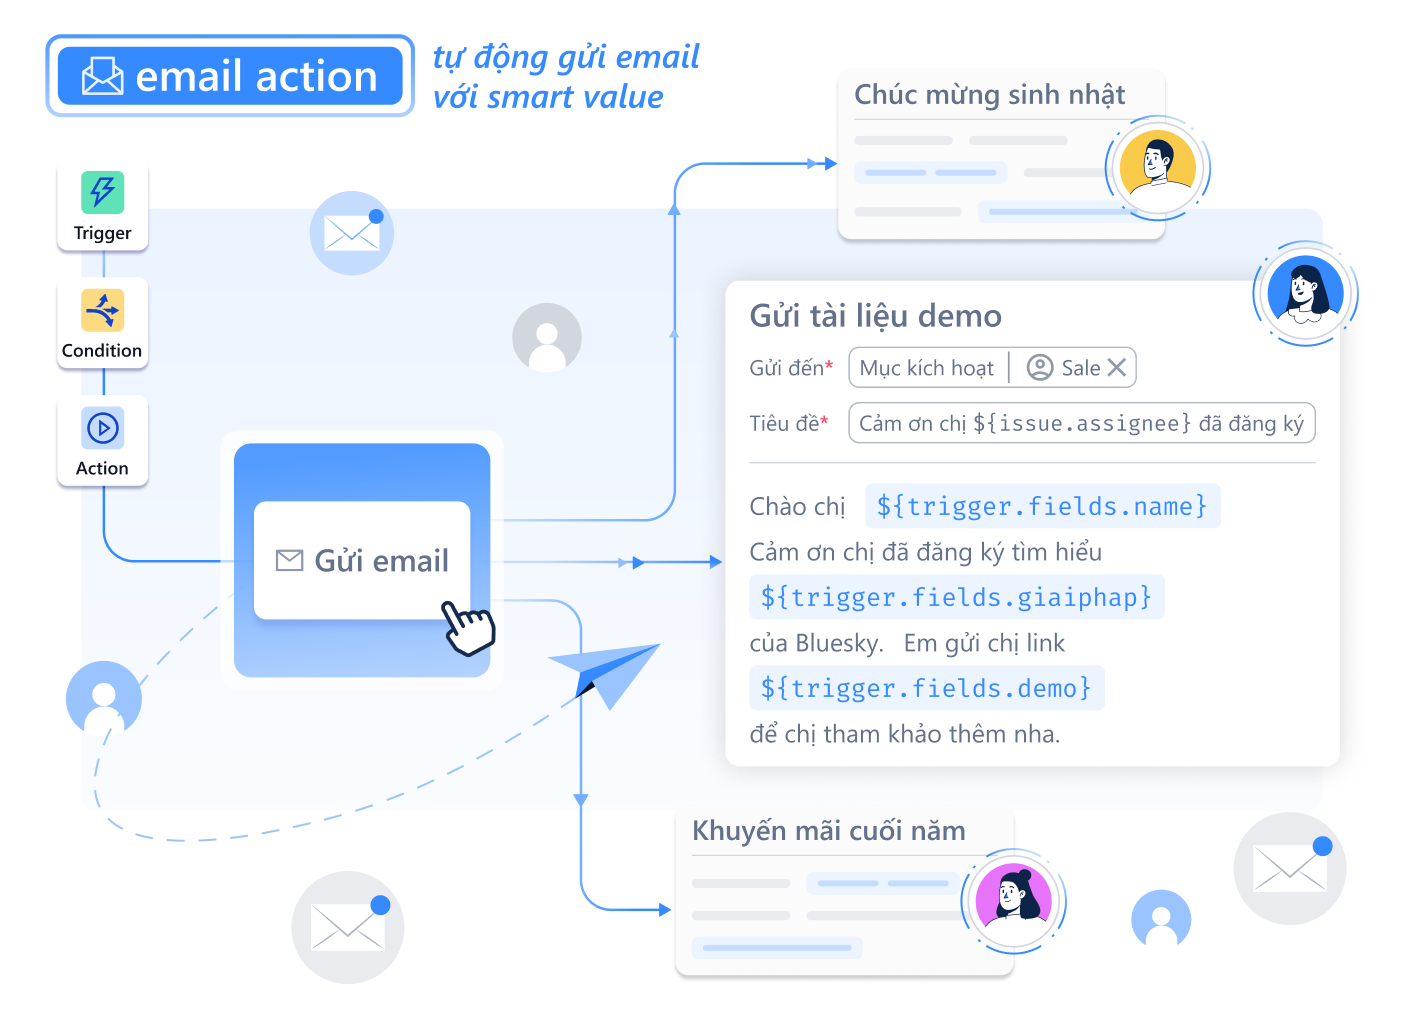 email action
tự động gửi email
với smart value
Trigger
Condition
Action
Gửi email
Chúc mừng sinh nhật
Gửi tài liệu demo
Gửi đến* Mục kích hoạt Sale
Tiêu đề* Cảm ơn chị ${issue.assignee} đã đăng ký
Chào chị ${trigger.fields.name}
Cảm ơn chị đã đăng ký tìm hiểu
${trigger.fields.giaiphap}
của Bluesky. Em gửi chị link
${trigger.fields.demo}
để chị tham khảo thêm nha.
Khuyến mãi cuối năm